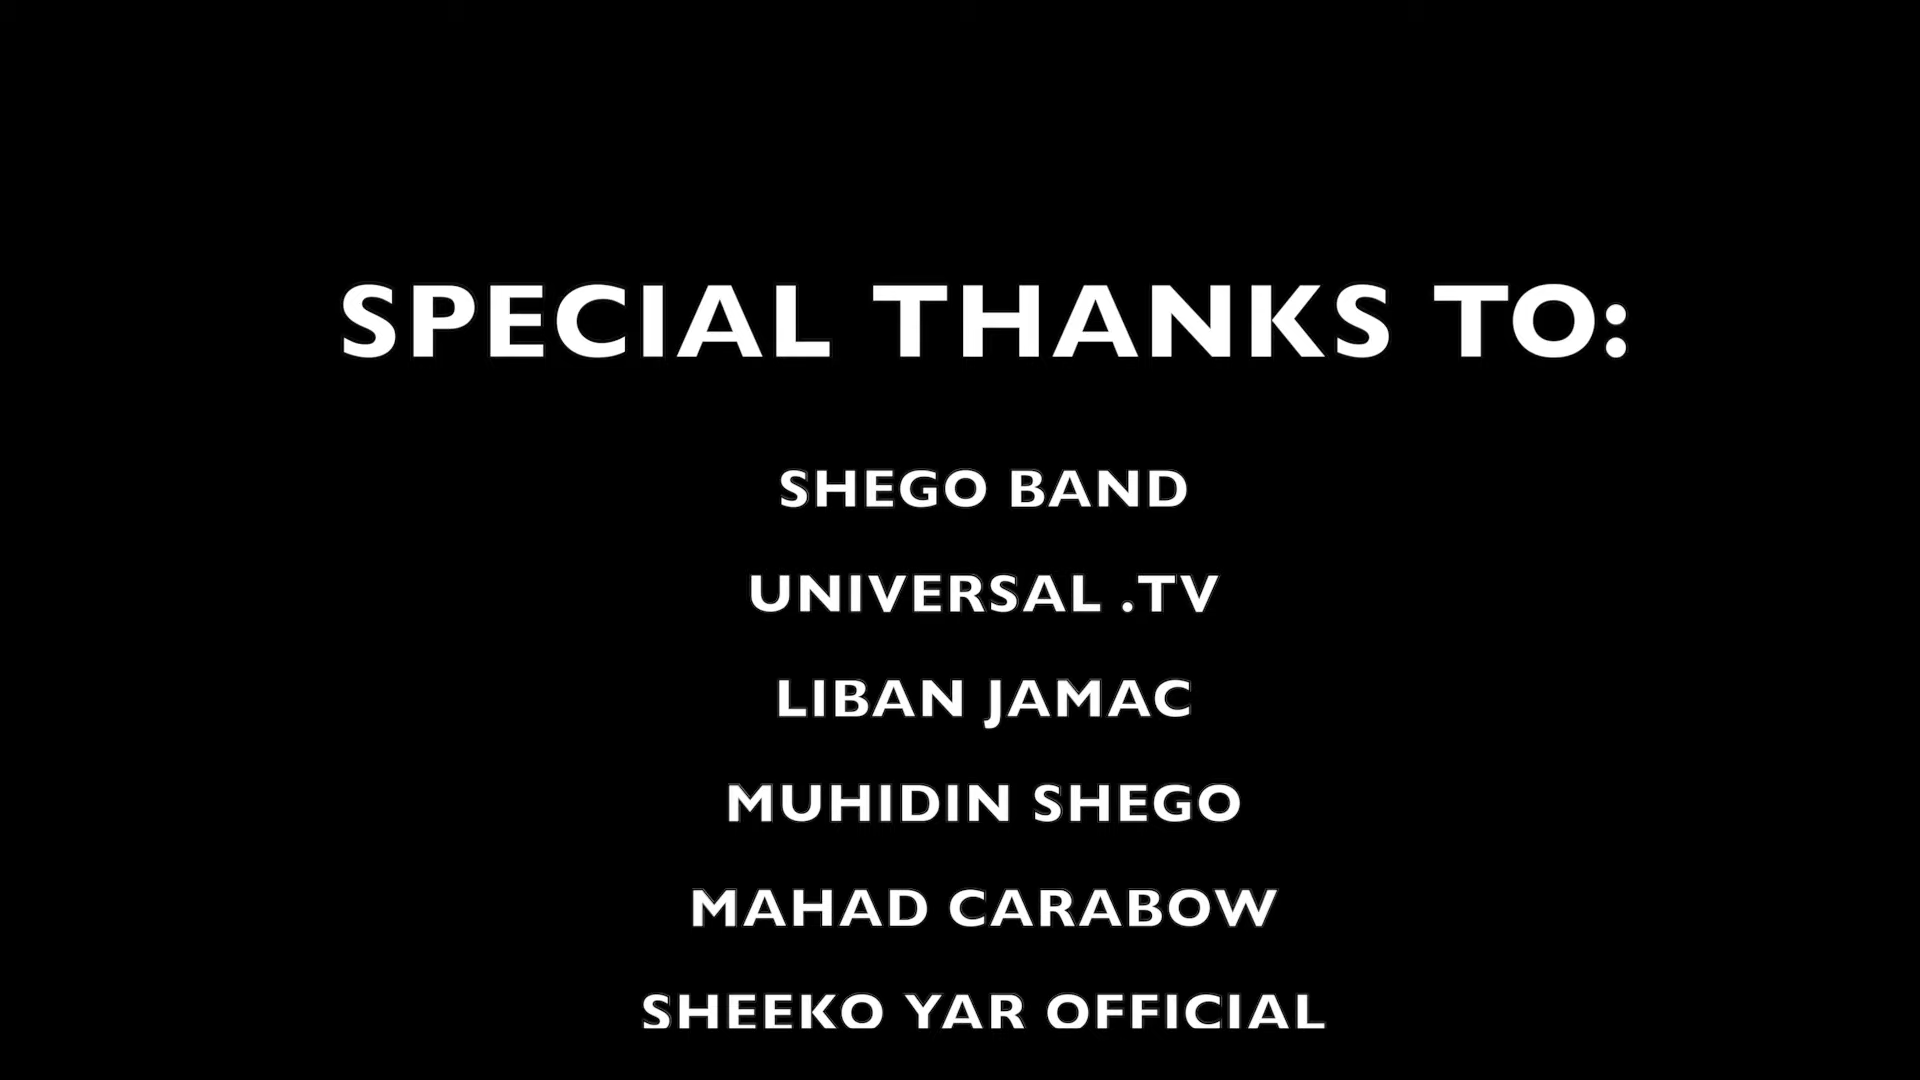 SPECIAL THANKS TO:
SHEGO BAND
UNIVERSAL .TV
LIBAN JAMAC
MUHIDIN SHEGO
MAHAD CARABOW
SHEEKO YAR OFFICIAL